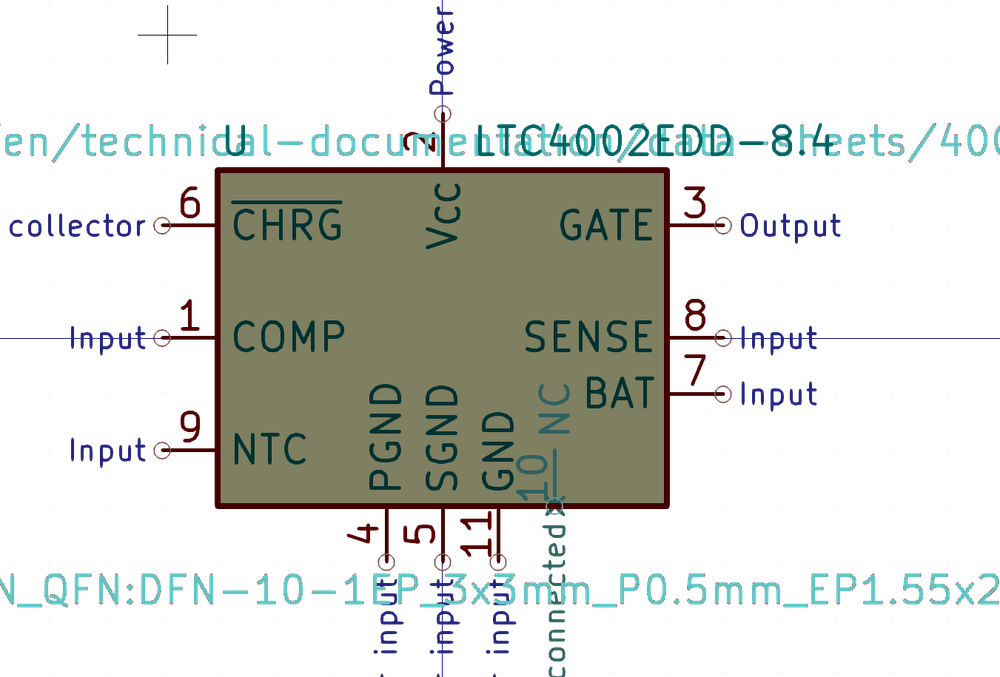 Power
en/technical-documentation/data-sheets/400
U
2
LTC4002EDD-8.4
collector
6
CHRG
Vcc
GATE
3
Output
Input
1
COMP
SENSE
8
Input
BAT
7
Input
Input
9
NTC
PGND
SGND
GND
NC
10
4
5
11
N_QFN:DFN-10-1EP_3x3mm_P0.5mm_EP1.55x2
input
input
input
connected